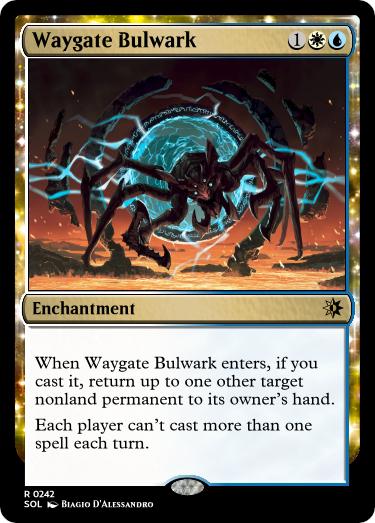 Waygate Bulwark 1
Enchantment
When Waygate Bulwark enters, if you
cast it, return up to one other target
nonland permanent to its owner's hand.
Each player can't cast more than one
spell each turn.
R 0242
SOL Biagio D'Alessandro